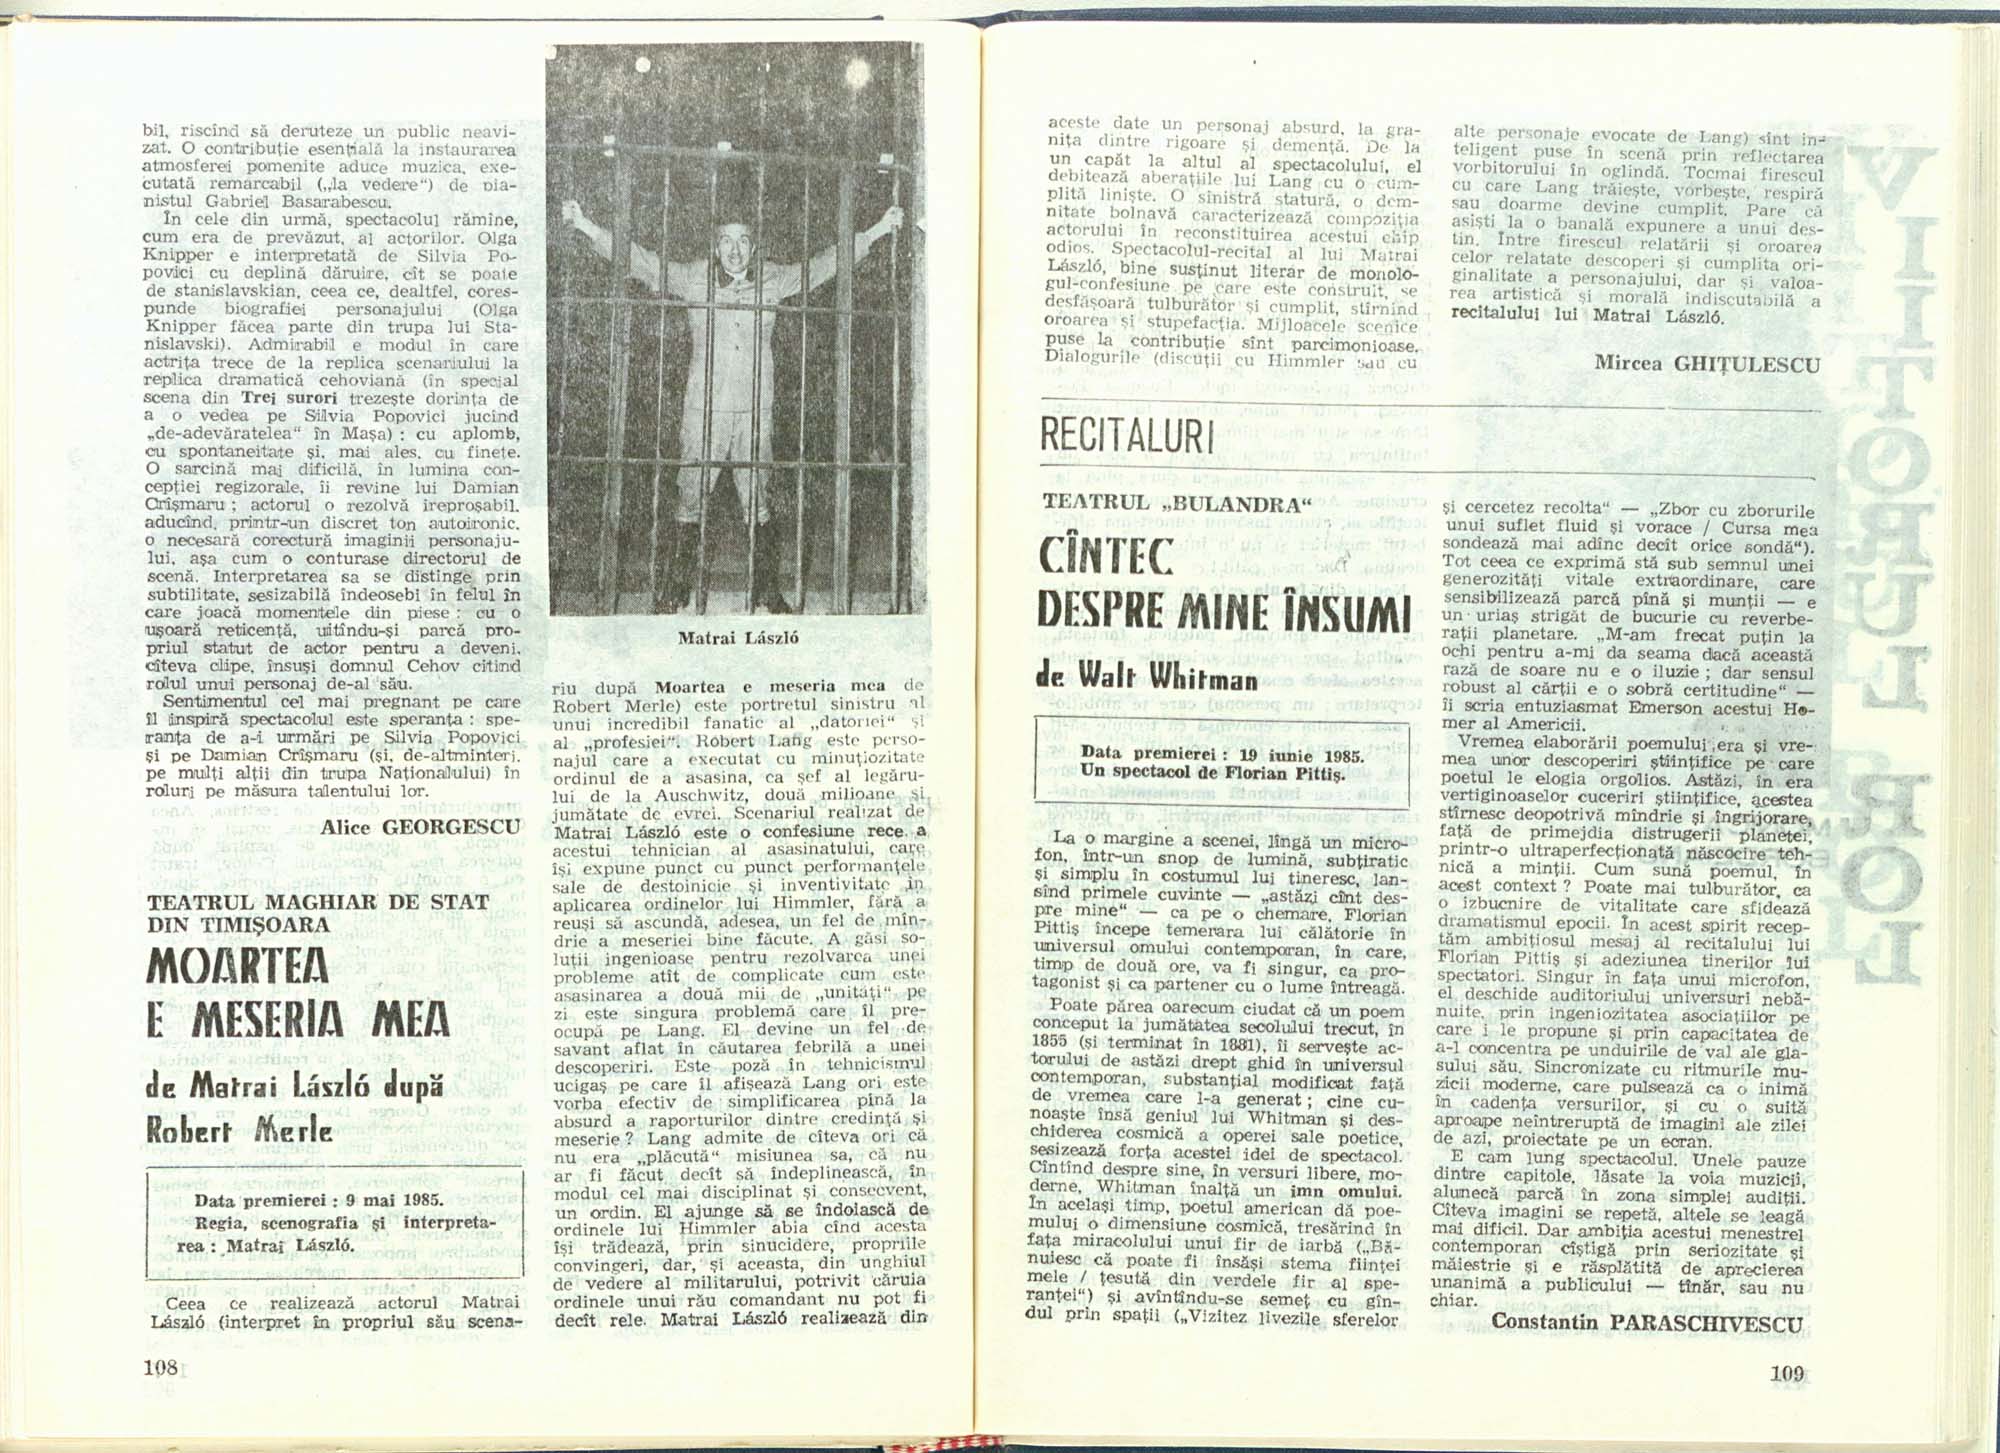 bil, riscînd să deruteze un public neavi-
zat. O contribuție esențială la instaurarea
atmosferei pomenite aduce muzica, exe-
cutată remarcabil („la vedere“) de pia-
nistul Gabriel Basarabescu.
In cele din urmă, spectacolul rămîne,
cum era de prevăzut, al actorilor. Olga
Knipper e interpretată de Silvia Po-
povici cu deplină dăruire, cît se poate
de stanislavskian, ceea ce, dealtfel, cores-
punde biografiei personajului (Olga
Knipper făcea parte din trupa lui Sta-
nislavski). Admirabil e modul în care
actrița trece de la replica scenariului la
replica dramatică cehoviană (în special
scena din Trei surori trezește dorința de
a o vedea pe Silvia Popovici jucînd
„de-adevăratelea“ în Mașa) : cu aplomb,
cu spontaneitate și, mai ales, cu finețe.
O sarcină mai dificilă, în lumina con-
cepției regizorale, îi revine lui Damian
Crîșmaru ; actorul o rezolvă ireproșabil,
aducînd, printr-un discret ton autoironic,
o necesară corectură imaginii personaju-
lui, așa cum o conturase directorul de
scenă. Interpretarea sa se distinge prin
subtilitate, sesizabilă îndeosebi în felul în
care joacă momentele din piese : cu o
ușoară reticență, uitîndu-și parcă pro-
priul statut de actor pentru a deveni,
cîteva clipe, însuși domnul Cehov citind
rolul unui personaj de-al său.
Sentimentul cel mai pregnant pe care
îl inspiră spectacolul este speranța : spe-
ranța de a-i urmări pe Silvia Popovici
și pe Damian Crîșmaru (și, de-altminteri,
pe mulți alții din trupa Naționalului) în
roluri pe măsura talentului lor.
Alice GEORGESCU
TEATRUL MAGHIAR DE STAT
DIN TIMIȘOARA
MOARTEA
E MESERIA MEA
de Matrai László după
Robert Merle
Data premierei : 9 mai 1985.
Regia, scenografia și interpreta-
rea : Matrai László.
Ceea ce realizează actorul Matrai
László (interpret în propriul său scena-
108
Matrai László
riu după Moartea e meseria mea de
Robert Merle) este portretul sinistru al
unui incredibil fanatic al „datoriei“ și
al „profesiei“. Robert Lang este perso-
najul care a executat cu minuțiozitate
ordinul de a asasina, ca șef al legăru-
lui de la Auschwitz, două milioane și
jumătate de evrei. Scenariul realizat de
Matrai László este o confesiune rece a
acestui tehnician al asasinatului, care
își expune punct cu punct performanțele
sale de destoinicie și inventivitate în
aplicarea ordinelor lui Himmler, fără a
reuși să ascundă, adesea, un fel de mîn-
drie a meseriei bine făcute. A găsi so-
luții ingenioase pentru rezolvarea unei
probleme atît de complicate cum este
asasinarea a două mii de „unități“ pe
zi este singura problemă care îl pre-
ocupă pe Lang. El devine un fel de
savant aflat în căutarea febrilă a unei
descoperiri. Este poză în tehnicismul
ucigaș pe care îl afișează Lang ori este
vorba efectiv de simplificarea pînă la
absurd a raporturilor dintre credință și
meserie ? Lang admite de cîteva ori că
nu era „plăcută“ misiunea sa, că nu
ar fi făcut decît să îndeplinească, în
modul cel mai disciplinat și consecvent,
un ordin. El ajunge să se îndoiască de
ordinele lui Himmler abia cînd acesta
își trădează, prin sinucidere, propriile
convingeri, dar, și aceasta, din unghiul
de vedere al militarului, potrivit căruia
ordinele unui rău comandant nu pot fi
decît rele. Matrai László realizează din
aceste date un personaj absurd, la gra-
nița dintre rigoare și demență. De la
un capăt la altul al spectacolului, el
debitează aberațiile lui Lang cu o cum-
plită liniște. O sinistră statură, o dem-
nitate bolnavă caracterizează compoziția
actorului în reconstituirea acestui chip
odios. Spectacolul-recital al lui Matrai
László, bine susținut literar de monolo-
gul-confesiune pe care este construit, se
desfășoară tulburător și cumplit, stîrnind
oroarea și stupefacția. Mijloacele scenice
puse la contribuție sînt parcimonioase.
Dialogurile (discuții cu Himmler sau cu
alte personaje evocate de Lang) sînt in-
teligent puse în scenă prin reflectarea
vorbitorului în oglindă. Tocmai firescul
cu care Lang trăiește, vorbește, respiră
sau doarme devine cumplit. Pare că
asiști la o banală expunere a unui des-
tin. Între firescul relatării și oroarea
celor relatate descoperi și cumplita ori-
ginalitate a personajului, dar și valoa-
rea artistică și morală indiscutabilă a
recitalului lui Matrai László.
Mircea GHIȚULESCU
RECITALURI
TEATRUL „BULANDRA“
CÎNTEC
DESPRE MINE ÎNSUMI
de Walt Whitman
Data premierei : 19 iunie 1985.
Un spectacol de Florian Pittiș.
La o margine a scenei, lîngă un micro-
fon, într-un snop de lumină, subțiratic
și simplu în costumul lui tineresc, lan-
sînd primele cuvinte — „astăzi cînt des-
pre mine“ — ca pe o chemare, Florian
Pittiș începe temerara lui călătorie în
universul omului contemporan, în care,
timp de două ore, va fi singur, ca pro-
tagonist și ca partener cu o lume întreagă.
Poate părea oarecum ciudat că un poem
conceput la jumătatea secolului trecut, în
1855 (și terminat în 1881), îi servește ac-
torului de astăzi drept ghid în universul
contemporan, substanțial modificat față
de vremea care l-a generat ; cine cu-
noaște însă geniul lui Whitman și des-
chiderea cosmică a operei sale poetice,
sesizează forța acestei idei de spectacol.
Cîntînd despre sine, în versuri libere, mo-
derne, Whitman înalță un imn omului.
In același timp, poetul american dă poe-
mului o dimensiune cosmică, tresărind în
fața miracolului unui fir de iarbă („Bă-
nuiesc că poate fi însăși stema ființei
mele / țesută din verdele fir al spe-
ranței“) și avîntîndu-se semeț cu gîn-
dul prin spații („Vizitez livezile sferelor
și cercetez recolta“ — „Zbor cu zborurile
unui suflet fluid și vorace / Cursa mea
sondează mai adînc decît orice sondă“).
Tot ceea ce exprimă stă sub semnul unei
generozități vitale extraordinare, care
sensibilizează parcă pînă și munții — e
un uriaș strigăt de bucurie cu reverbe-
rații planetare. „M-am frecat puțin la
ochi pentru a-mi da seama dacă această
rază de soare nu e o iluzie ; dar sensul
robust al cărții e o sobră certitudine“ —
îi scria entuziasmat Emerson acestui Ho-
mer al Americii.
Vremea elaborării poemului era și vre-
mea unor descoperiri științifice pe care
poetul le elogia orgolios. Astăzi, în era
vertiginoaselor cuceriri științifice, acestea
stîrnesc deopotrivă mîndrie și îngrijorare,
față de primejdia distrugerii planetei,
printr-o ultraperfecționată născocire teh-
nică a minții. Cum sună poemul, în
acest context ? Poate mai tulburător, ca
o izbucnire de vitalitate care sfidează
dramatismul epocii. În acest spirit recep-
tăm ambițiosul mesaj al recitalului lui
Florian Pittiș și adeziunea tinerilor lui
spectatori. Singur în fața unui microfon,
el deschide auditoriului universuri nebă-
nuite, prin ingeniozitatea asociațiilor pe
care i le propune și prin capacitatea de
a-l concentra pe unduirile de val ale gla-
sului său. Sincronizate cu ritmurile mu-
zicii moderne, care pulsează ca o inimă
în cadența versurilor, și cu o suită
aproape neîntreruptă de imagini ale zilei
de azi, proiectate pe un ecran.
E cam lung spectacolul. Unele pauze
dintre capitole, lăsate la voia muzicii,
alunecă parcă în zona simplei audiții.
Cîteva imagini se repetă, altele se leagă
mai dificil. Dar ambiția acestui menestrel
contemporan cîștigă prin seriozitate și
măiestrie și e răsplătită de aprecierea
unanimă a publicului — tînăr, sau nu
chiar.
Constantin PARASCHIVESCU
109